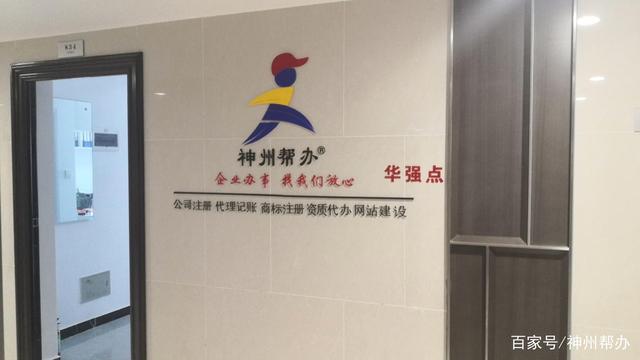 神州帮办®
企业办事 找我们放心
华强点
公司注册 代理记账 商标注册 资质代办 网站建设
百家号/神州帮办